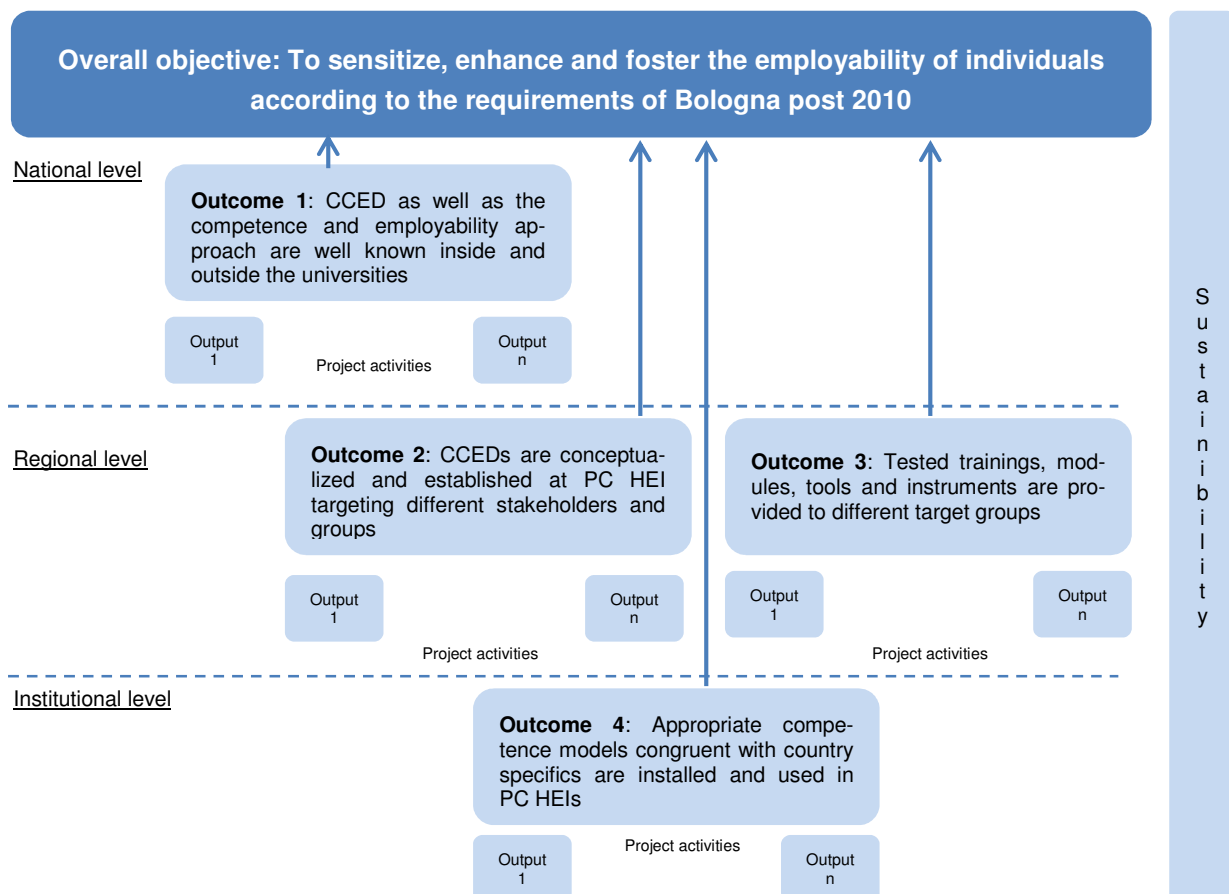 Overall objective: To sensitize, enhance and foster the employability of individuals
according to the requirements of Bologna post 2010
National level
Outcome 1: CCED as well as the
competence and employability ap-
proach are well known inside and
outside the universities
Output
1
Project activities
Output
n
Regional level
Outcome 2: CCEDs are conceptua-
lized and established at PC HEI
targeting different stakeholders and
groups
Output
1
Output
n
Project activities
Outcome 3: Tested trainings, mod-
ules, tools and instruments are pro-
vided to different target groups
Output
1
Output
n
Project activities
Institutional level
Outcome 4: Appropriate compe-
tence models congruent with country
specifics are installed and used in
PC HEIs
Output
1
Project activities
Output
n
S
u
s
t
a
i
n
i
b
i
l
i
t
y